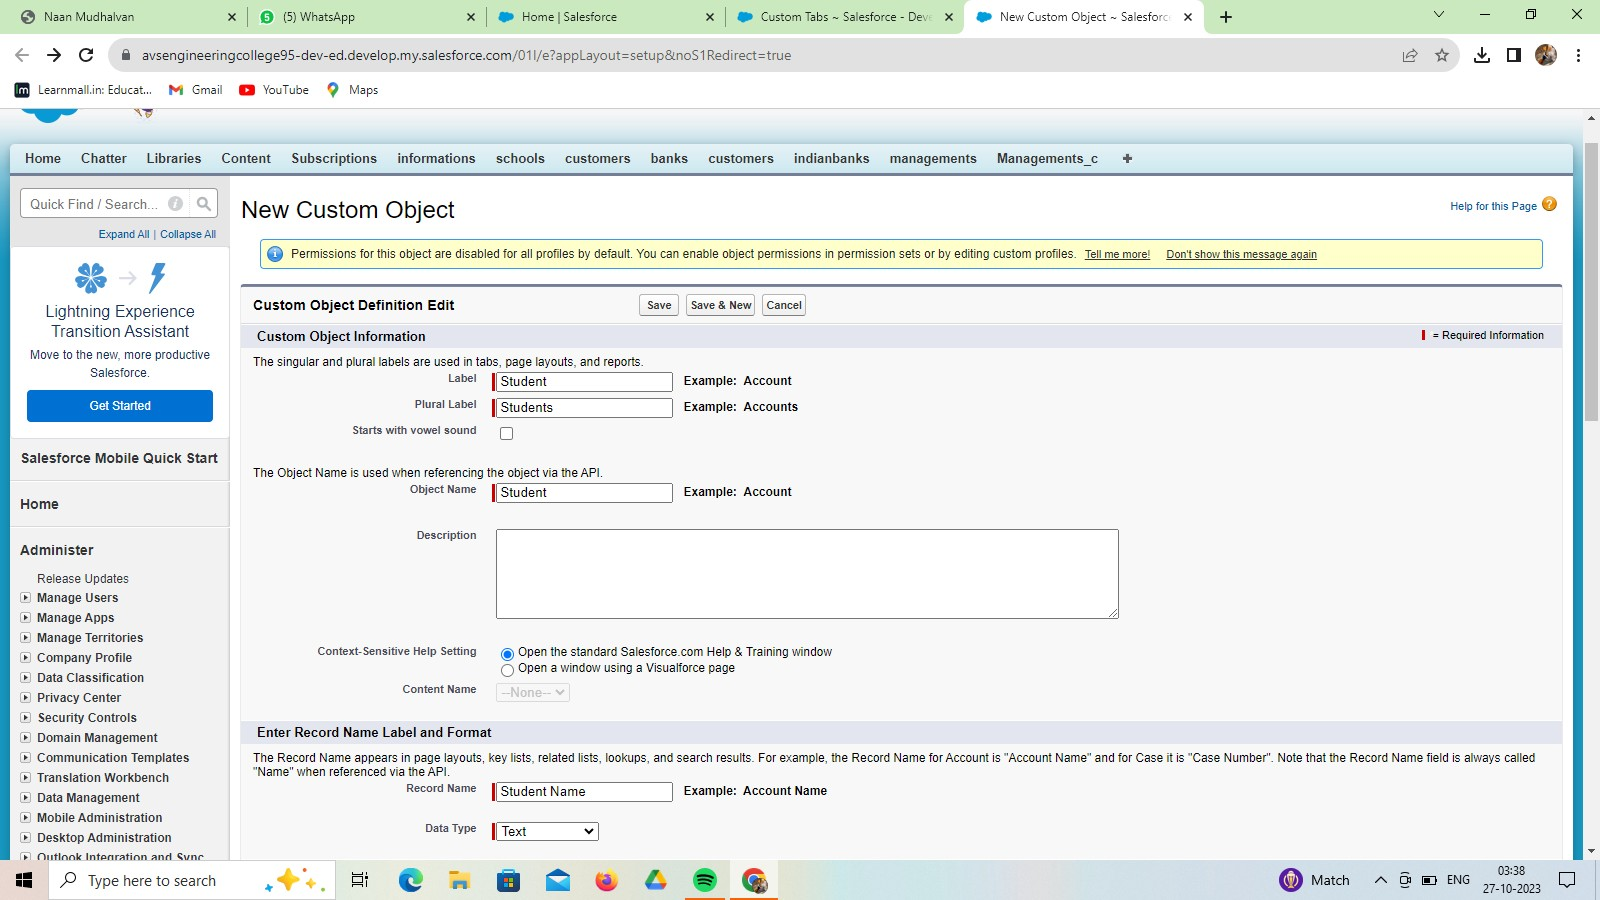 Naan Mudhalvan
(5) WhatsApp
Home | Salesforce
Custom Tabs ~ Salesforce - Deve
New Custom Object ~ Salesforc
avsengineeringcollege95-dev-ed.develop.my.salesforce.com/01I/e?appLayout=setup&noS1Redirect=true
Learnmall.in: Educat...
Gmail
YouTube
Maps
Home
Chatter
Libraries
Content
Subscriptions
informations
schools
customers
banks
customers
indianbanks
managements
Managements_c
Quick Find / Search...
Expand All | Collapse All
Lightning Experience
Transition Assistant
Move to the new, more productive
Salesforce.
Get Started
Salesforce Mobile Quick Start
Home
Administer
Release Updates
Manage Users
Manage Apps
Manage Territories
Company Profile
Data Classification
Privacy Center
Security Controls
Domain Management
Communication Templates
Translation Workbench
Data Management
Mobile Administration
Desktop Administration
Outlook Integration and Sync
New Custom Object
Help for this Page
Permissions for this object are disabled for all profiles by default. You can enable object permissions in permission sets or by editing custom profiles. Tell me more! Don't show this message again
Custom Object Definition Edit
Save
Save & New
Cancel
Custom Object Information
= Required Information
The singular and plural labels are used in tabs, page layouts, and reports.
Label
Student
Example: Account
Plural Label
Students
Example: Accounts
Starts with vowel sound
The Object Name is used when referencing the object via the API.
Object Name
Student
Example: Account
Description
Context-Sensitive Help Setting
Open the standard Salesforce.com Help & Training window
Open a window using a Visualforce page
Content Name
--None--
Enter Record Name Label and Format
The Record Name appears in page layouts, key lists, related lists, lookups, and search results. For example, the Record Name for Account is "Account Name" and for Case it is "Case Number". Note that the Record Name field is always called
"Name" when referenced via the API.
Record Name
Student Name
Example: Account Name
Data Type
Text
Type here to search
Match
ENG
03:38
27-10-2023